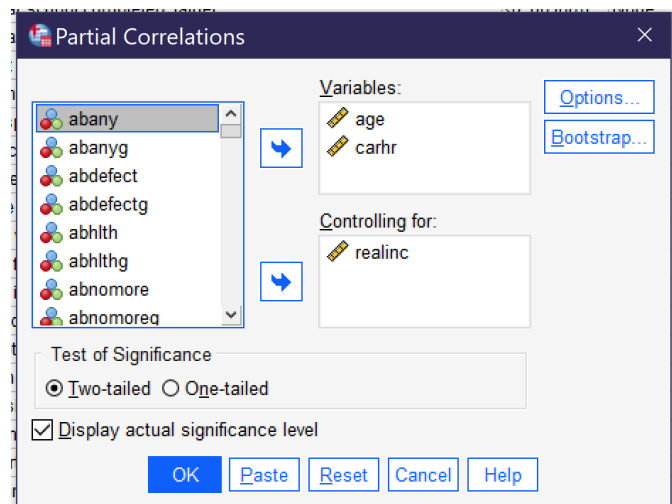 Partial Correlations
Variables:
Options...
abany
age
abanyg
carhr
Bootstrap...
abdefect
abdefectg
Controlling for:
abhlth
realinc
abhlthg
abnomore
abnomoreg
Test of Significance
Two-tailed
One-tailed
Display actual significance level
OK
Paste
Reset
Cancel
Help